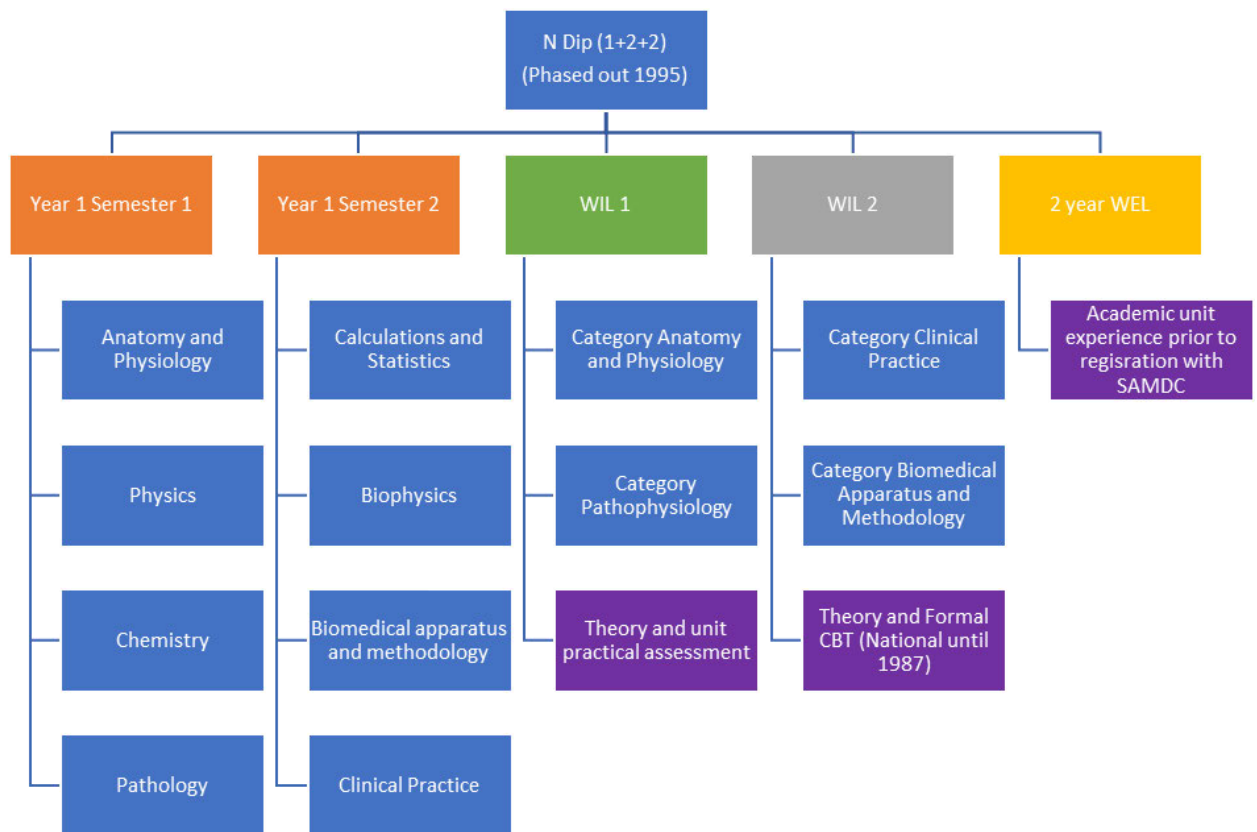 N Dip (1+2+2)
(Phased out 1995)
Year 1 Semester 1
Year 1 Semester 2
WIL 1
WIL 2
2 year WEL
Anatomy and
Physiology
Physics
Chemistry
Pathology
Calculations and
Statistics
Biophysics
Biomedical apparatus
and methodology
Clinical Practice
Category Anatomy
and Physiology
Category
Pathophysiology
Theory and unit
practical assessment
Category Clinical
Practice
Category Biomedical
Apparatus and
Methodology
Theory and Formal
CBT (National until
1987)
Academic unit
experience prior to
regisration with
SAMDC